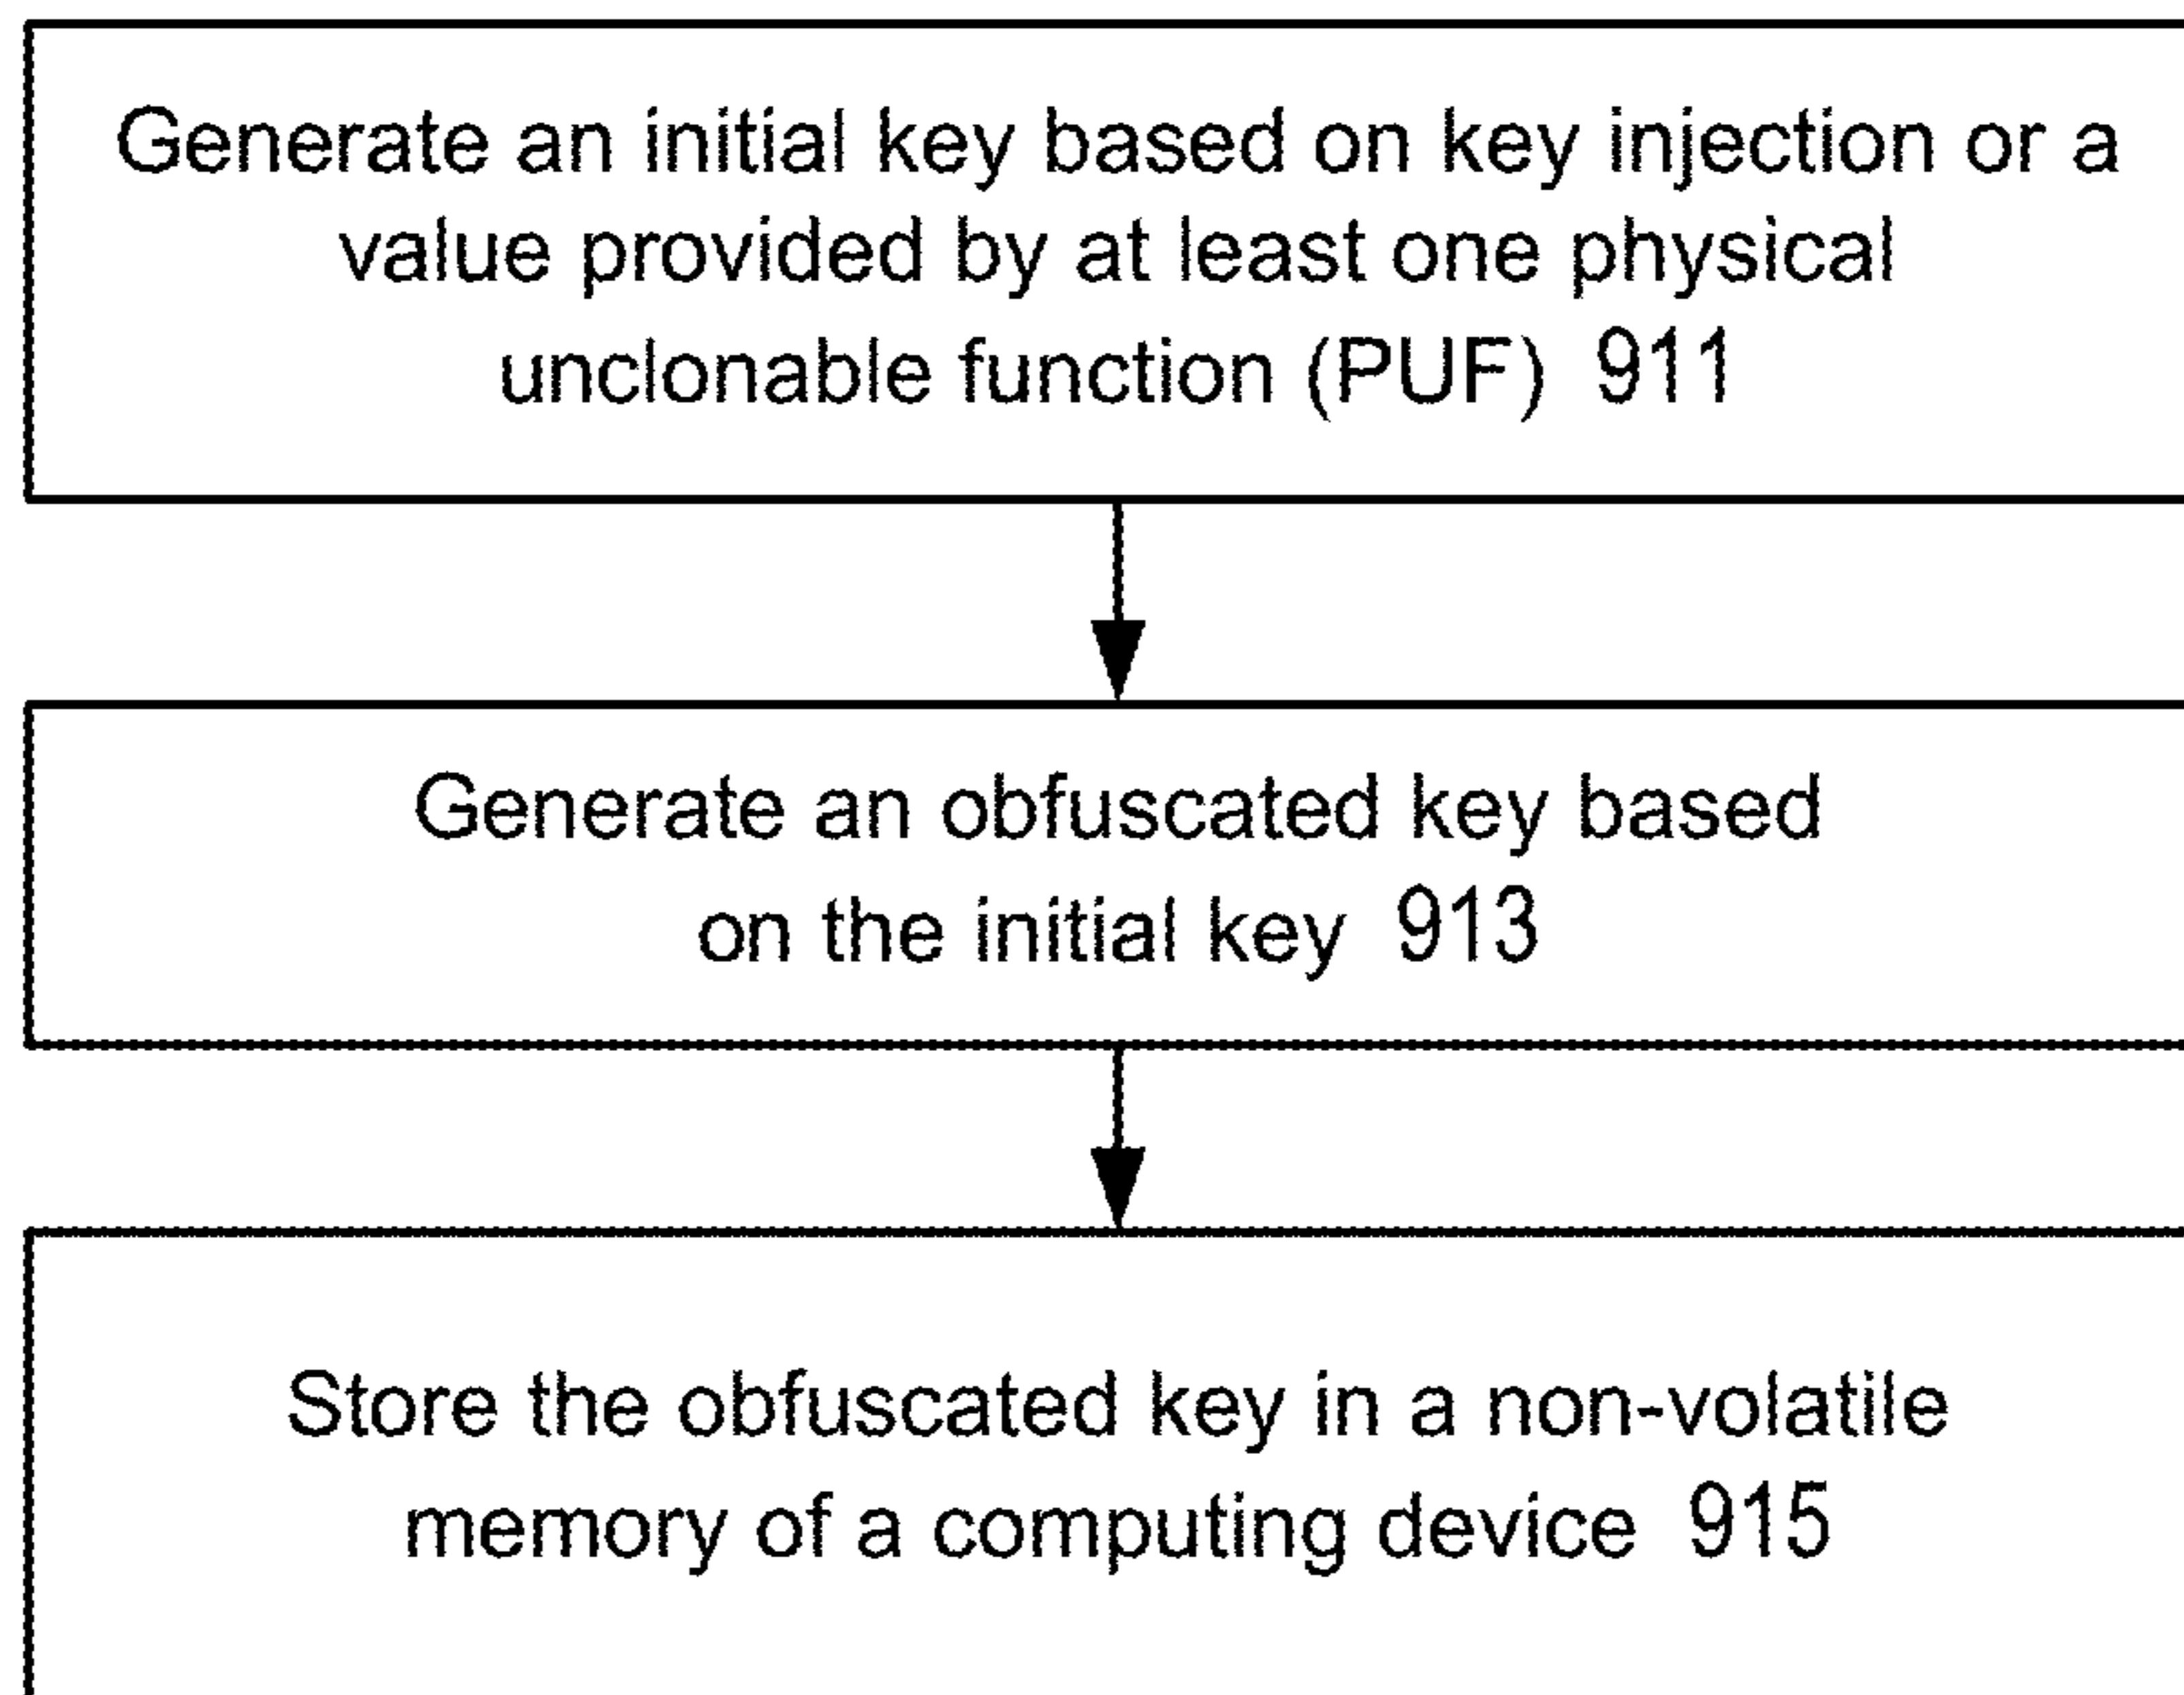 Generate an initial key based on key injection or a
value provided by at least one physical
unclonable function (PUF) 911
Generate an obfuscated key based
on the initial key 913
Store the obfuscated key in a non-volatile
memory of a computing device 915